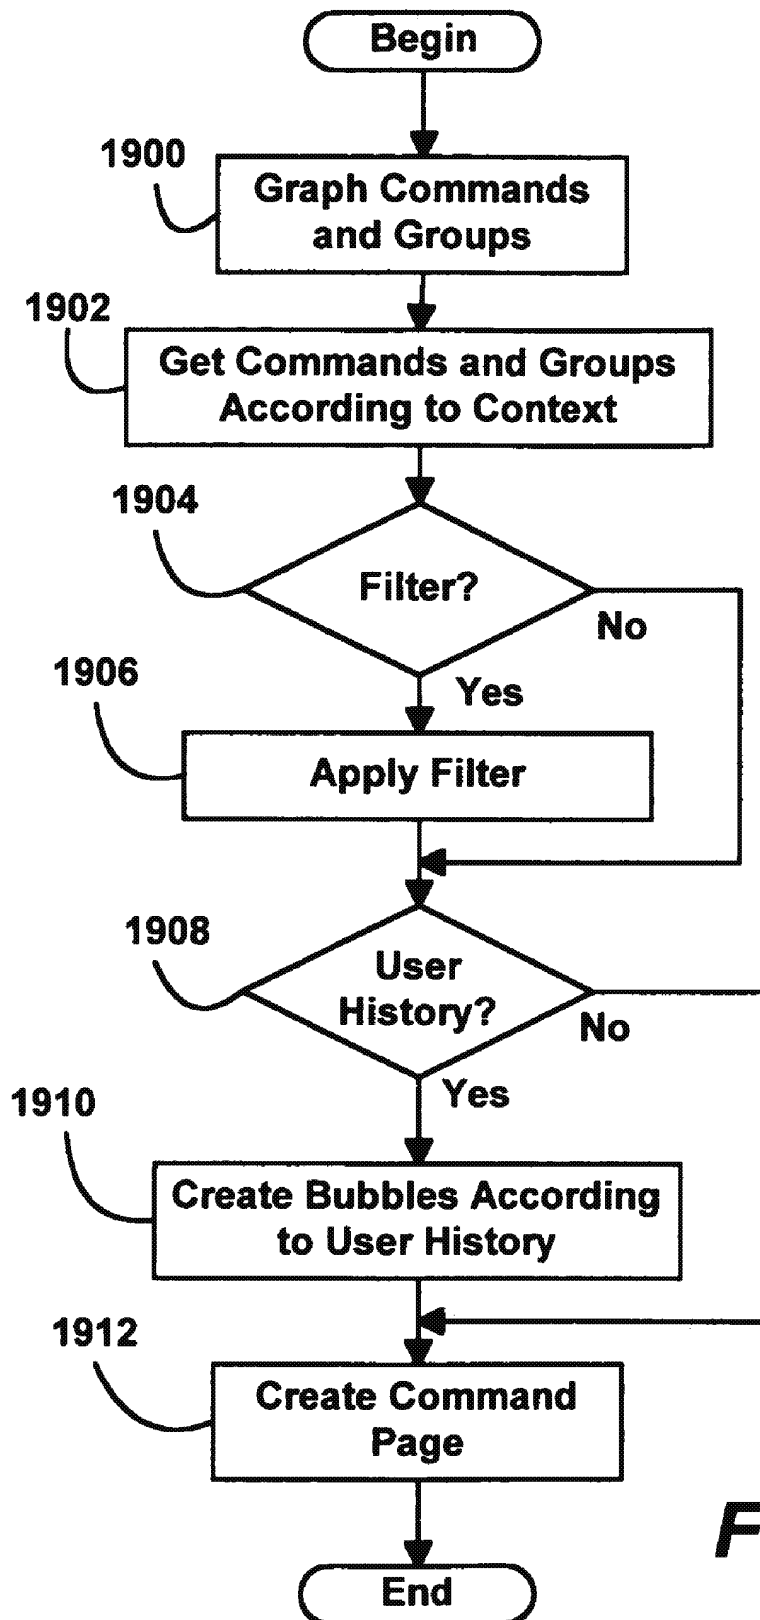 Begin
1900
Graph Commands
and Groups
1902
Get Commands and Groups
According to Context
1904
Filter?
No
1906
Yes
Apply Filter
1908
User
History?
No
Yes
1910
Create Bubbles According
to User History
1912
Create Command
Page
F
End